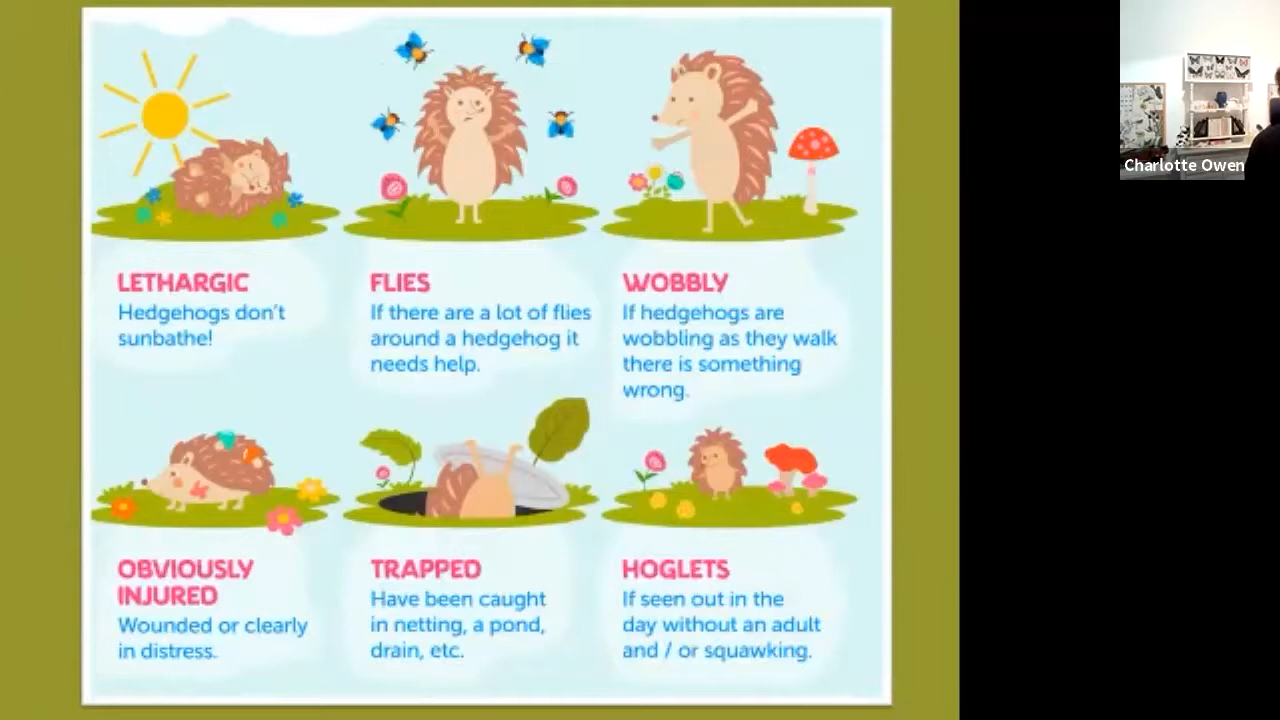 LETHARGIC
Hedgehogs don't
sunbathe!
FLIES
If there are a lot of flies
around a hedgehog it
needs help.
WOBBLY
If hedgehogs are
wobbling as they walk
there is something
wrong.
OBVIOUSLY
INJURED
Wounded or clearly
in distress.
TRAPPED
Have been caught
in netting, a pond,
drain, etc.
HOGLETS
If seen out in the
day without an adult
and / or squawking.
Charlotte Owen